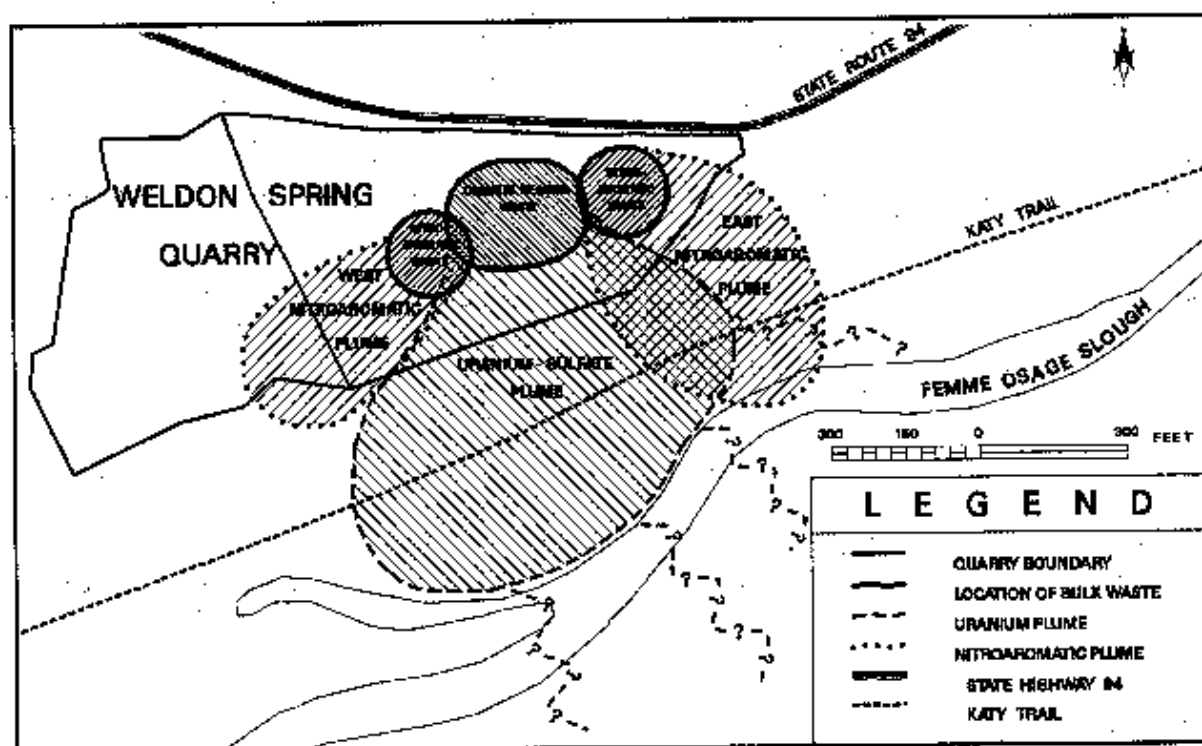 STATE ROUTE 94
WELDON SPRING
QUARRY
KATY TRAIL
EAST
NITROAROMATIC
PLUME
WEST
NITROAROMATIC
PLUME
URANIUM-SULFATE
PLUME
FEMME OSAGE SLOUGH
? ?
? ? ? ?
? ? ? ? ?
? ? ? ?
300 150 0 300 FEET
LEGEND
QUARRY BOUNDARY
LOCATION OF BULK WASTE
URANIUM PLUME
NITROAROMATIC PLUME
STATE HIGHWAY 94
KATY TRAIL